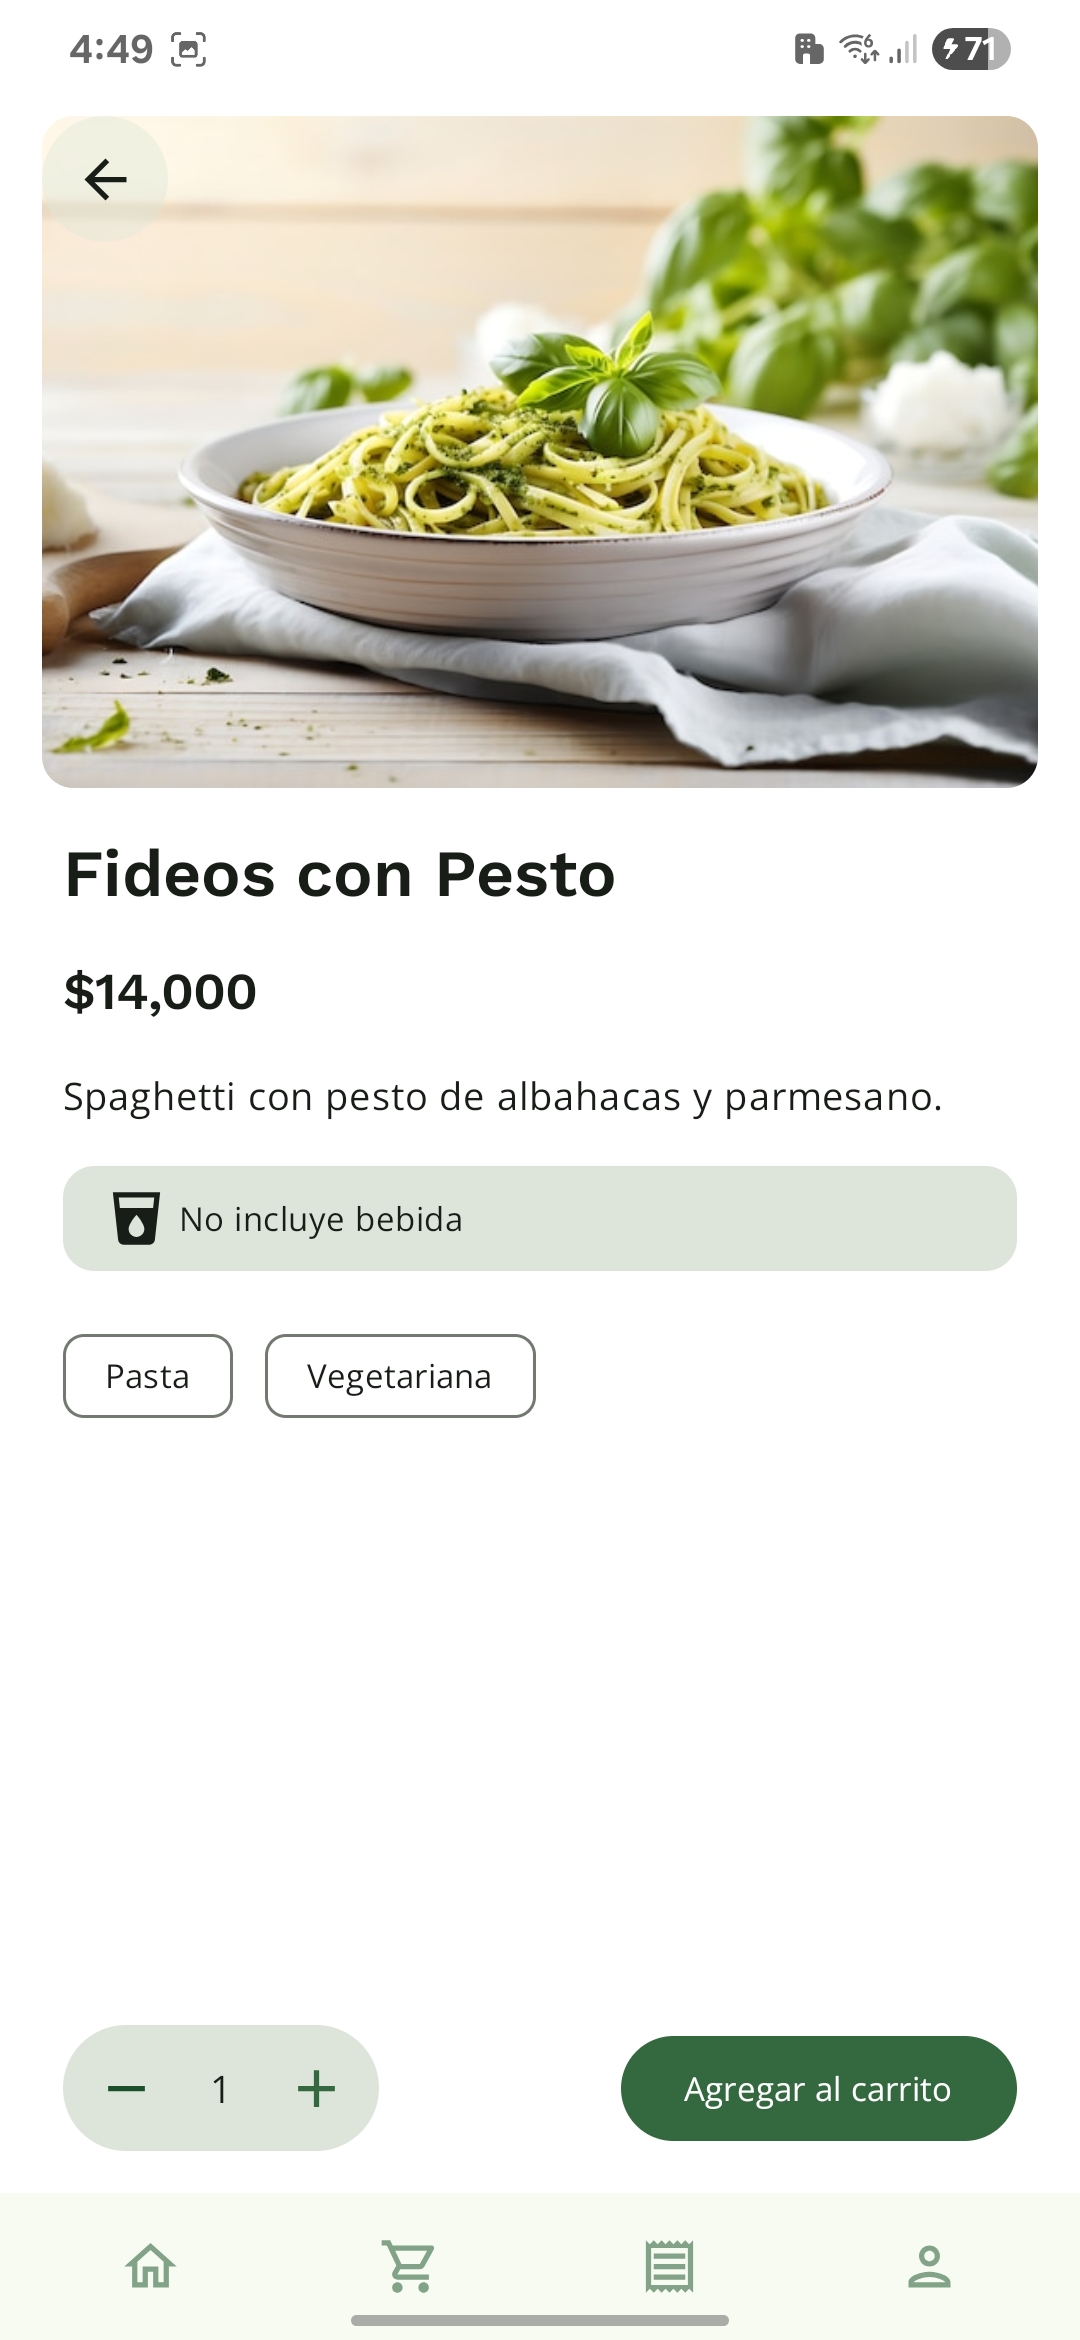 4:49
6
71
Fideos con Pesto
$14,000
Spaghetti con pesto de albahacas y parmesano.
No incluye bebida
Pasta Vegetariana
1 Agregar al carrito